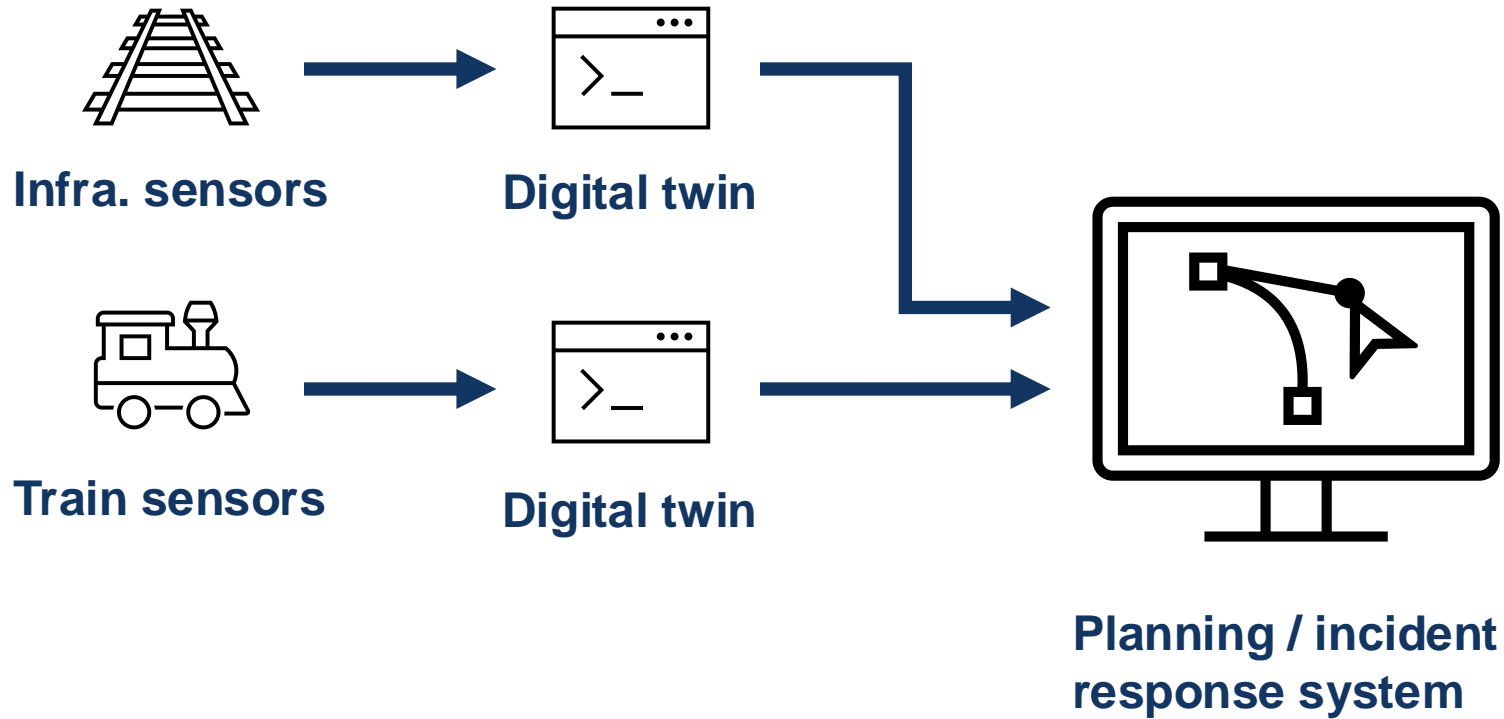 Infra. sensors
Digital twin
Train sensors
Digital twin
Planning / incident
response system